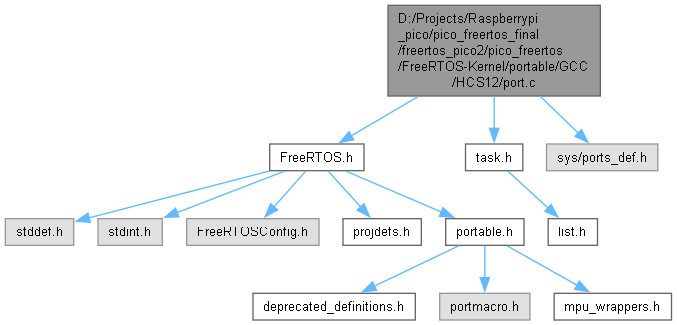 D:/Projects/Raspberrypi
_pico/pico_freertos_final
/freertos_pico2/pico_freertos
/FreeRTOS-Kernel/portable/GCC
/HCS12/port.c
FreeRTOS.h
task.h
sys/ports_def.h
stddef.h
stdint.h
FreeRTOSConfig.h
projdefs.h
portable.h
list.h
deprecated_definitions.h
portmacro.h
mpu_wrappers.h